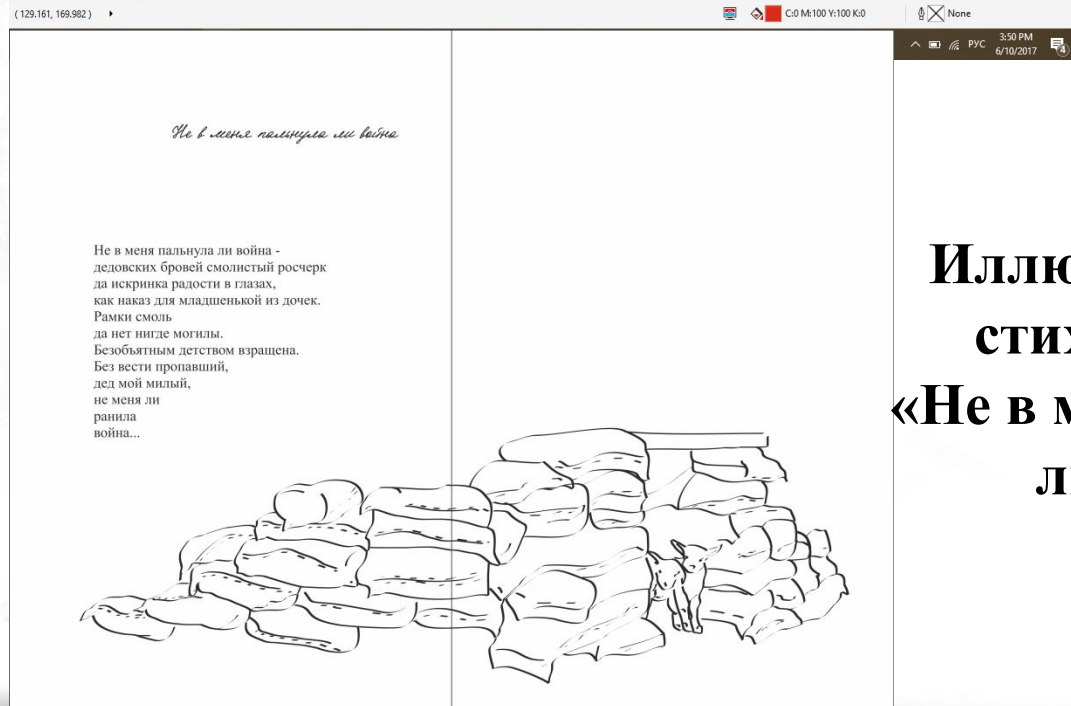 ( 129.161, 169.982 )
C:0 M:100 Y:100 K:0
None
РУС
3:50 PM
6/10/2017
4
Не в меня пальнула ли война
Не в меня пальнула ли война -
дедовских бровей смолистый росчерк
да искринка радости в глазах,
как наказ для младшенькой из дочек.
Рамки смоль
да нет нигде могилы.
Безобъятным детством взращена.
Без вести пропавший,
дед мой милый,
не меня ли
ранила
война...
«Не в